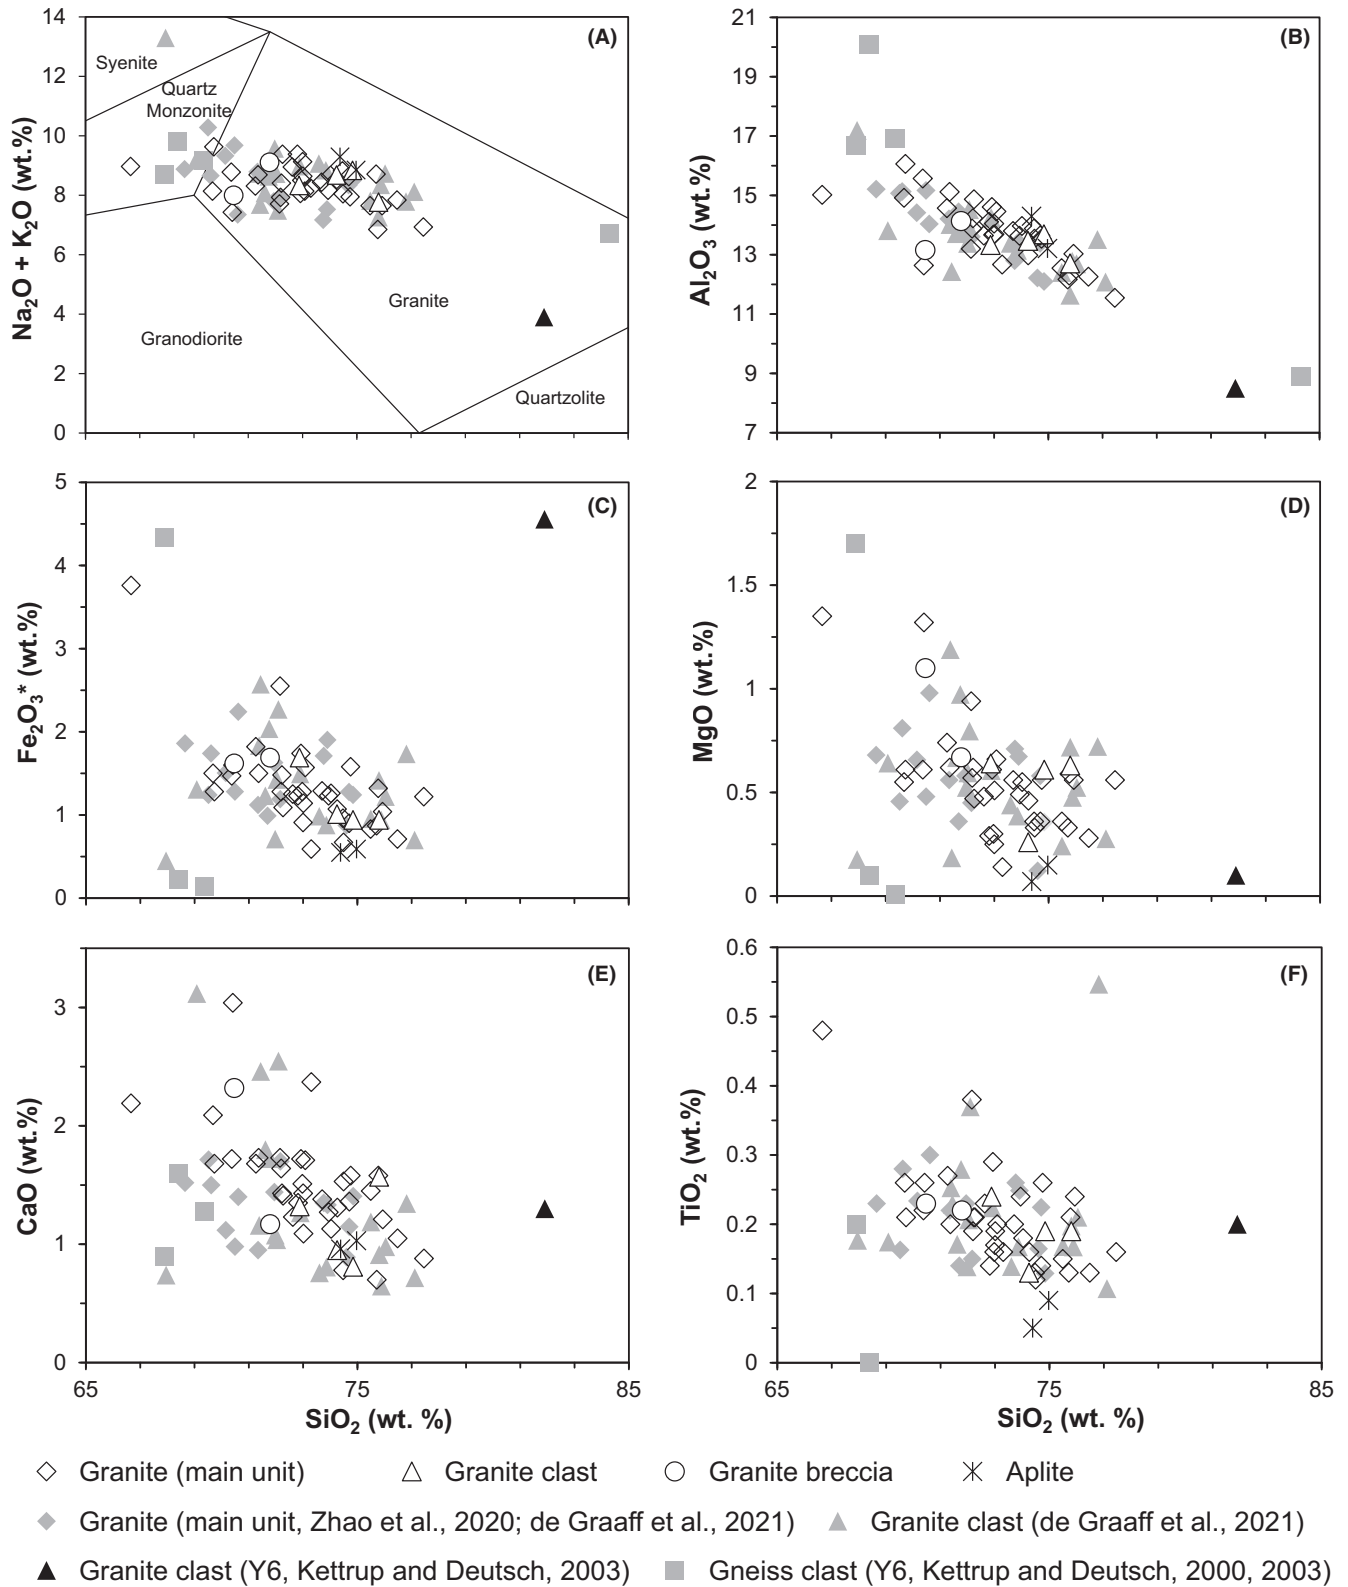 (A)
14
12
10
8
6
4
2
0
Na2O + K2O (wt.%)
Syenite
Quartz
Monzonite
Granite
Granodiorite
Quartzolite
(B)
21
19
17
15
13
11
9
7
Al2O3 (wt.%)
(C)
5
4
3
2
1
0
Fe2O3* (wt.%)
(D)
2
1.5
1
0.5
0
MgO (wt.%)
(E)
3
2
1
0
CaO (wt.%)
65 75 85
SiO2 (wt. %)
(F)
0.6
0.5
0.4
0.3
0.2
0.1
0
TiO2 (wt.%)
65 75 85
SiO2 (wt. %)
Granite (main unit) Granite clast Granite breccia Aplite
Granite (main unit, Zhao et al., 2020; de Graaff et al., 2021) Granite clast (de Graaff et al., 2021)
Granite clast (Y6, Kettrup and Deutsch, 2003) Gneiss clast (Y6, Kettrup and Deutsch, 2000, 2003)